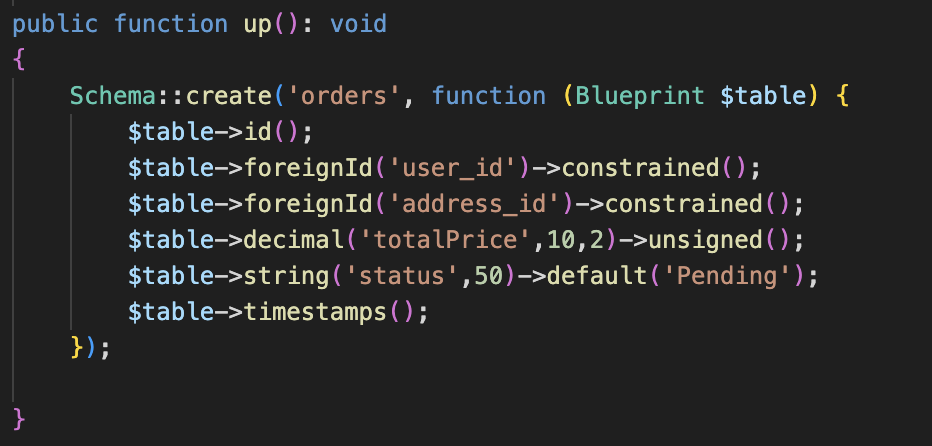 public function up(): void
{
    Schema::create('orders', function (Blueprint $table) {
        $table->id();
        $table->foreignId('user_id')->constrained();
        $table->foreignId('address_id')->constrained();
        $table->decimal('totalPrice',10,2)->unsigned();
        $table->string('status',50)->default('Pending');
        $table->timestamps();
    });
}